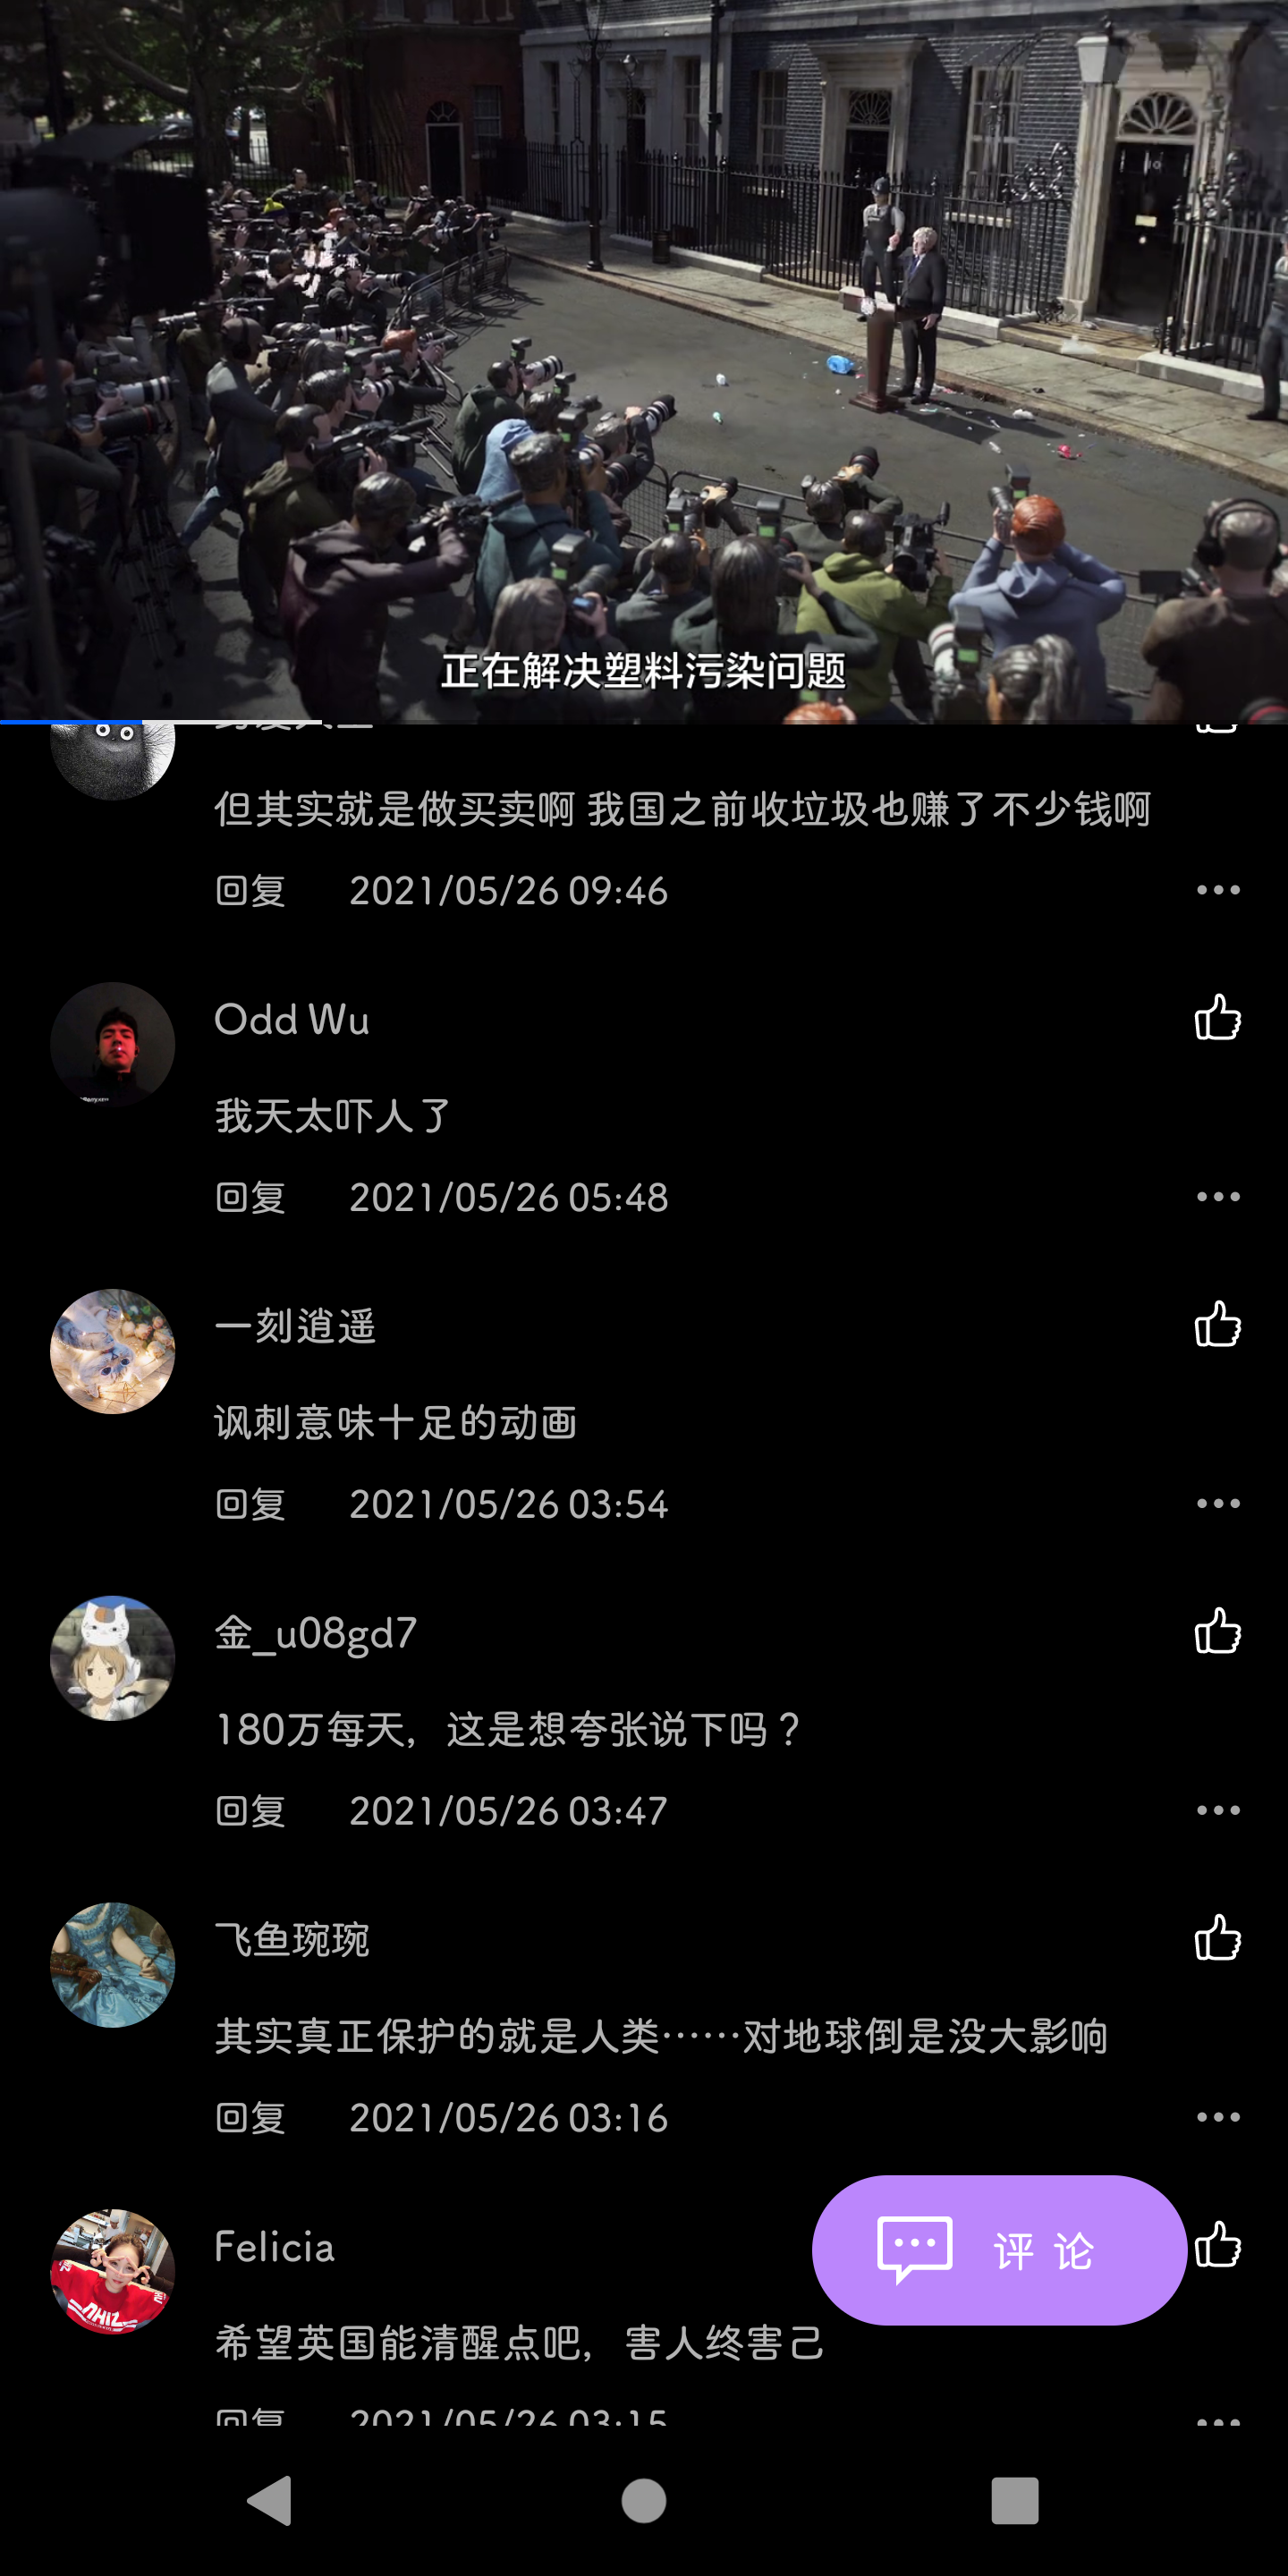 正在解决塑料污染问题
但其实就是做买卖啊 我国之前收垃圾也赚了不少钱啊
回复 2021/05/26 09:46
Odd Wu
我天太吓人了
回复 2021/05/26 05:48
一刻逍遥
讽刺意味十足的动画
回复 2021/05/26 03:54
金_u08gd7
180万每天，这是想夸张说下吗？
回复 2021/05/26 03:47
飞鱼琬琬
其实真正保护的就是人类……对地球倒是没大影响
回复 2021/05/26 03:16
Felicia
评论
希望英国能清醒点吧，害人终害己
回复 2021/05/26 03:15